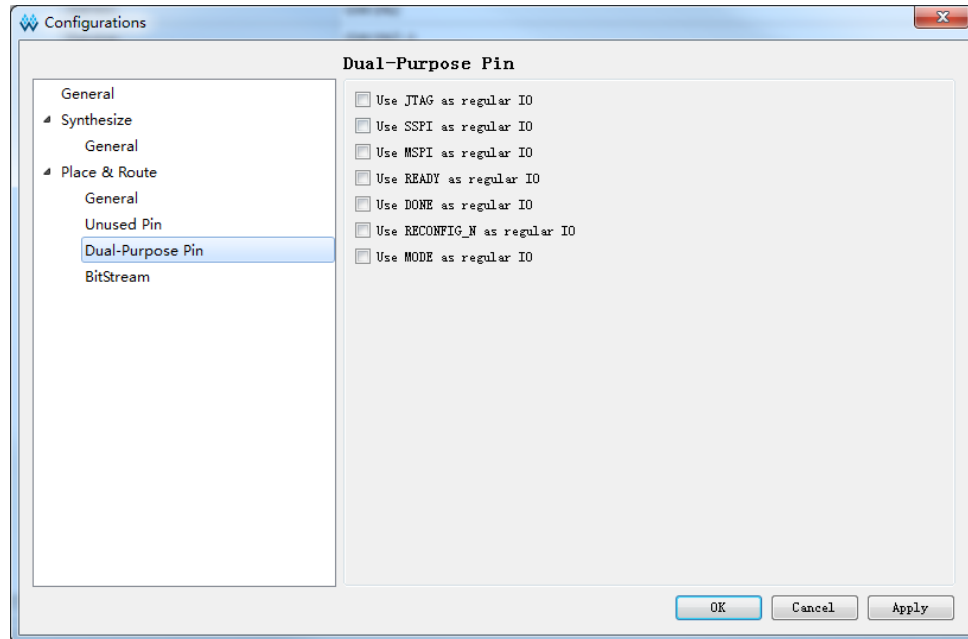 Configurations
Dual-Purpose Pin
General
Synthesize
General
Place & Route
General
Unused Pin
Dual-Purpose Pin
BitStream
Use JTAG as regular IO
Use SSPI as regular IO
Use MSPI as regular IO
Use READY as regular IO
Use DONE as regular IO
Use RECONFIG_N as regular IO
Use MODE as regular IO
OK
Cancel
Apply